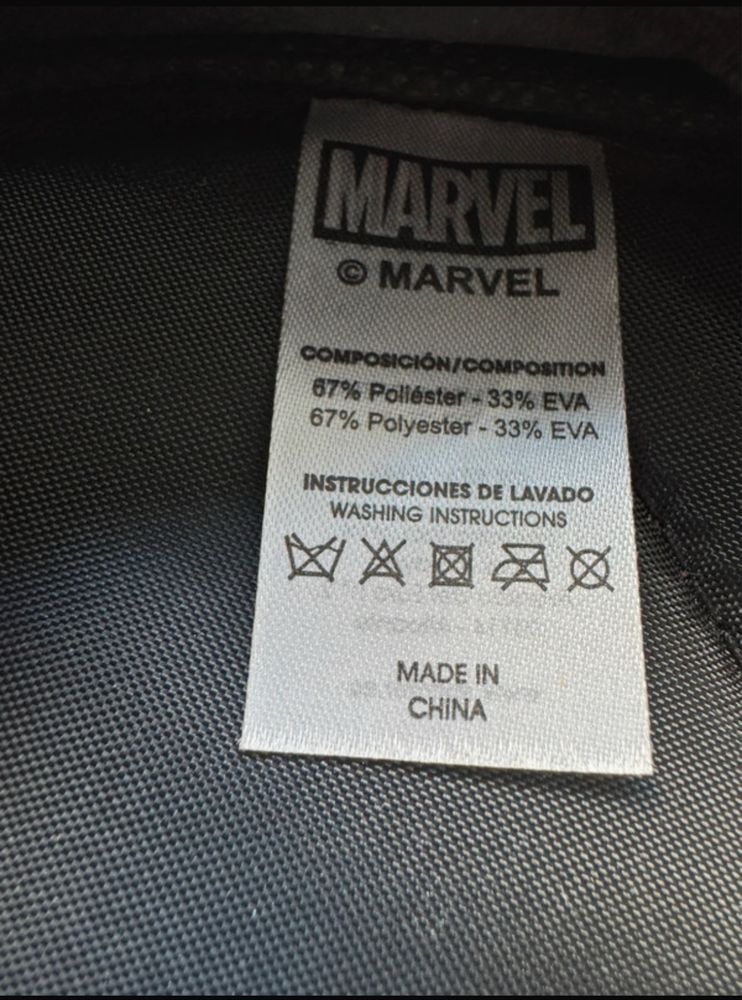 MARVEL
© MARVEL
COMPOSICIÓN/COMPOSITION
67% Poliéster - 33% EVA
67% Polyester - 33% EVA
INSTRUCCIONES DE LAVADO
WASHING INSTRUCTIONS
MADE IN
CHINA